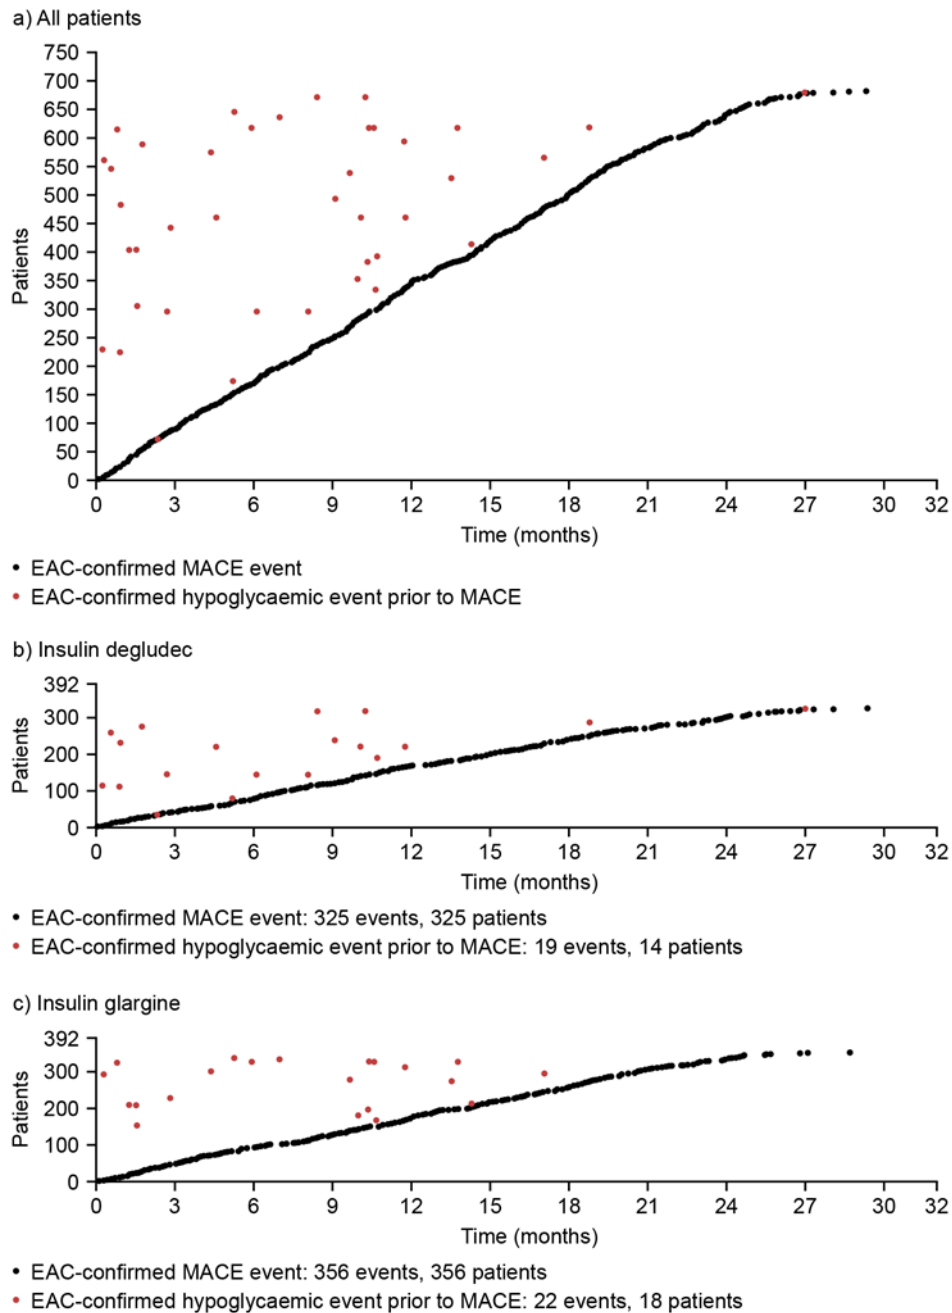 a) All patients
750
700
650
600
550
500
450
400
350
300
250
200
150
100
50
0
Patients
0 3 6 9 12 15 18 21 24 27 30 32
Time (months)
• EAC-confirmed MACE event
• EAC-confirmed hypoglycaemic event prior to MACE
b) Insulin degludec
392
300
200
100
0
Patients
0 3 6 9 12 15 18 21 24 27 30 32
Time (months)
• EAC-confirmed MACE event: 325 events, 325 patients
• EAC-confirmed hypoglycaemic event prior to MACE: 19 events, 14 patients
c) Insulin glargine
392
300
200
100
0
Patients
0 3 6 9 12 15 18 21 24 27 30 32
Time (months)
• EAC-confirmed MACE event: 356 events, 356 patients
• EAC-confirmed hypoglycaemic event prior to MACE: 22 events, 18 patients